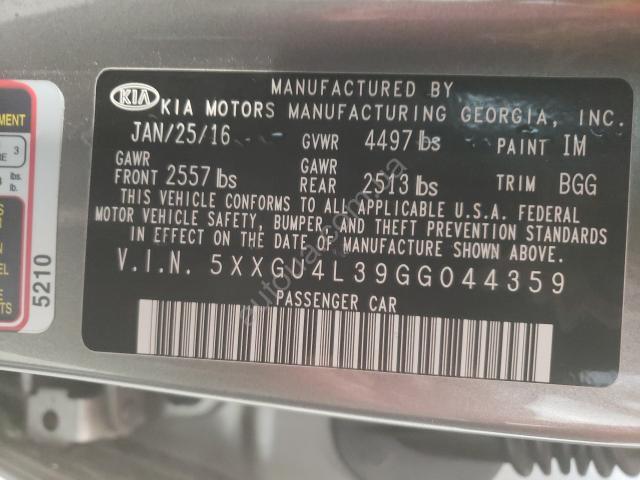 MANUFACTURED BY
KIA KIA MOTORS MANUFACTURING GEORGIA, INC.
JAN/25/16 GVWR 4497 lbs PAINT IM
GAWR FRONT 2557 lbs GAWR REAR 2513 lbs TRIM BGG
THIS VEHICLE CONFORMS TO ALL APPLICABLE U.S.A. FEDERAL
MOTOR VEHICLE SAFETY, BUMPER, AND THEFT PREVENTION STANDARDS
IN EFFECT ON THE DATE OF MANUFACTURE SHOWN ABOVE.
V.I.N. 5XXGU4L39GG044359
PASSENGER CAR
5210
3
lb.